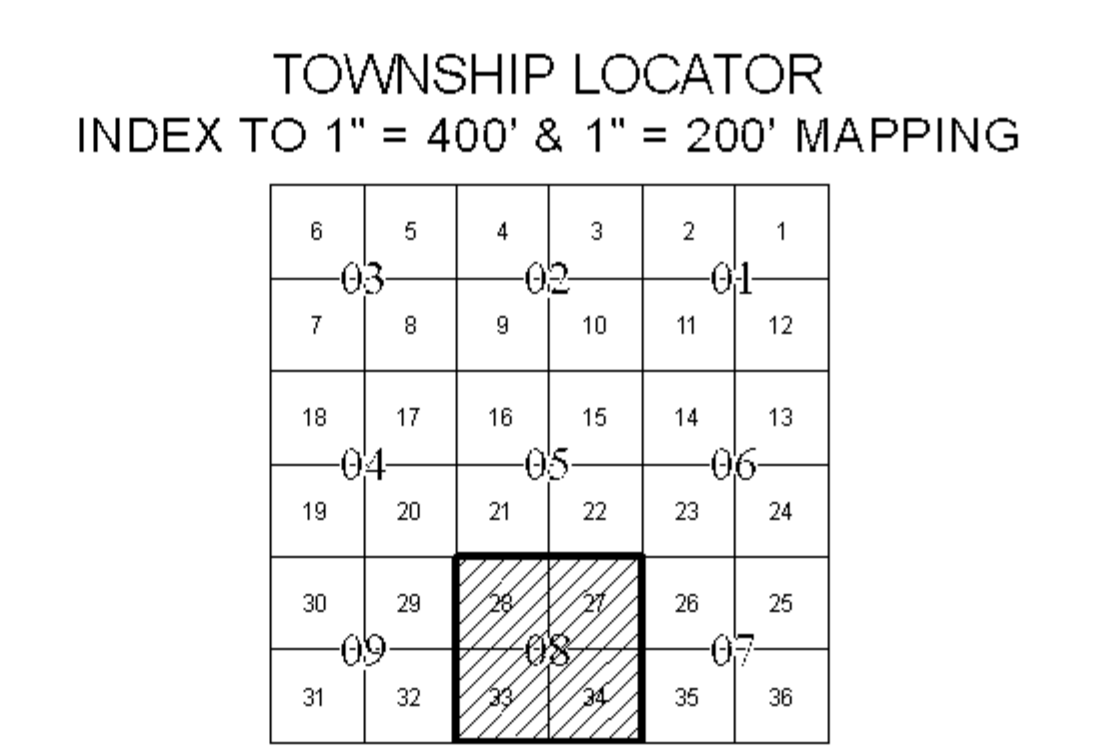 TOWNSHIP LOCATOR
INDEX TO 1" = 400' & 1" = 200' MAPPING
6 5 4 3 2 1
03 02 01
7 8 9 10 11 12
18 17 16 15 14 13
04 05 06
19 20 21 22 23 24
30 29 28 27 26 25
09 08 07
31 32 33 34 35 36